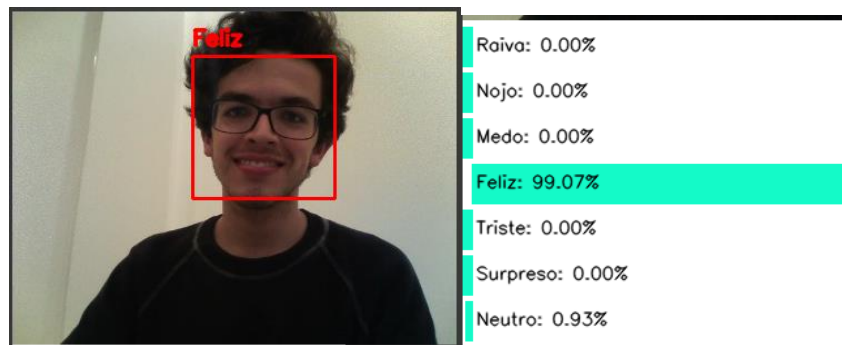 Feliz
Raiva: 0.00%
Nojo: 0.00%
Medo: 0.00%
Feliz: 99.07%
Triste: 0.00%
Surpreso: 0.00%
Neutro: 0.93%